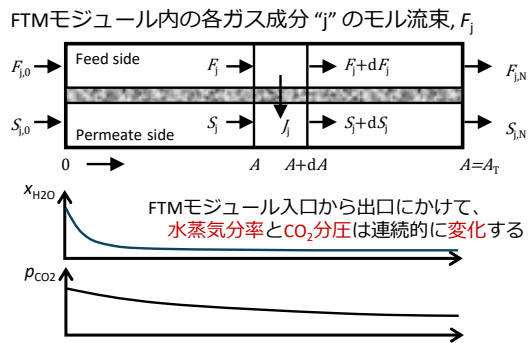 FTMモジュール内の各ガス成分 “j” のモル流束, Fj
Feed side
Fj,0
Fj
Fj+dFj
Fj,N
Sj,0
Sj
Jj
Sj+dSj
Sj,N
Permeate side
0
A
A+dA
A=AT
xH2O
FTMモジュール入口から出口にかけて、
水蒸気分率とCO2分圧は連続的に変化する
pCO2